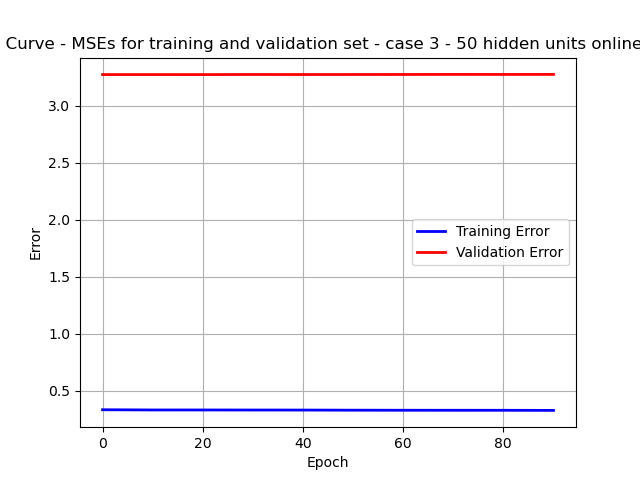 Curve - MSEs for training and validation set - case 3 - 50 hidden units online
3.0
2.5
2.0
1.5
1.0
0.5
Error
Training Error
Validation Error
0 20 40 60 80
Epoch